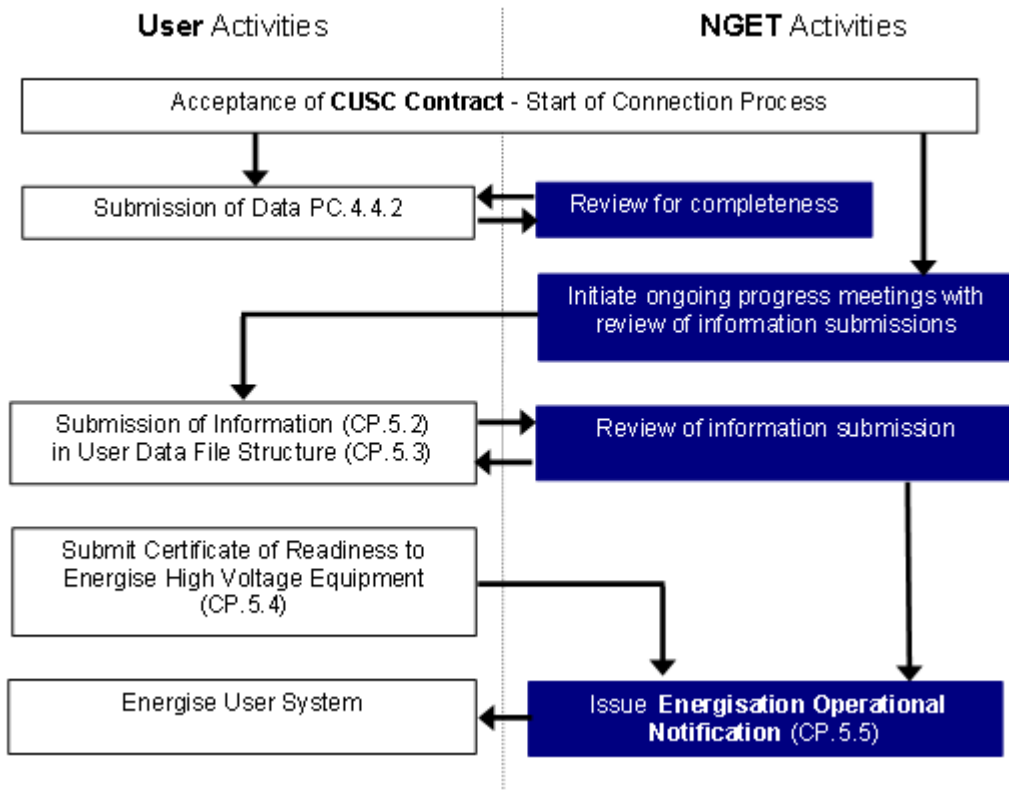 User Activities
NGET Activities
Acceptance of CUSC Contract - Start of Connection Process
Submission of Data PC.4.4.2
Review for completeness
Initiate ongoing progress meetings with
review of information submissions
Submission of Information (CP.5.2)
in User Data File Structure (CP.5.3)
Review of information submission
Submit Certificate of Readiness to
Energise High Voltage Equipment
(CP.5.4)
Energise User System
Issue Energisation Operational
Notification (CP.5.5)